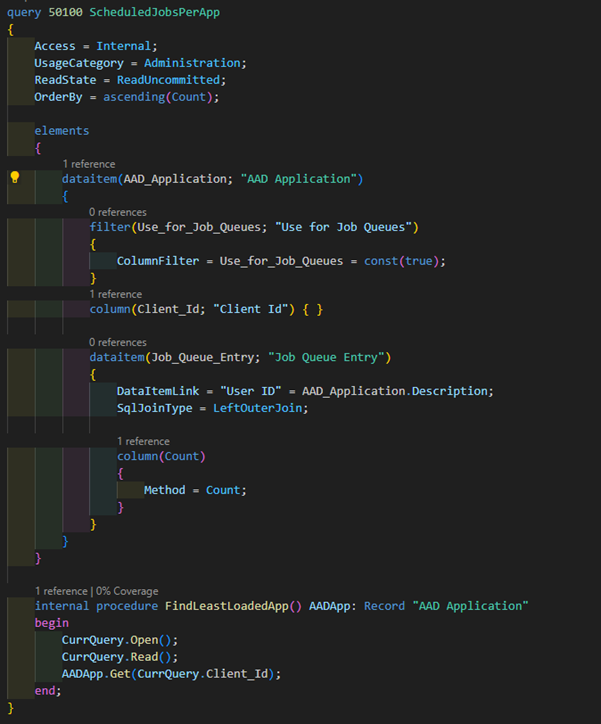 query 50100 ScheduledJobsPerApp
{
Access = Internal;
UsageCategory = Administration;
ReadState = ReadUncommitted;
OrderBy = ascending(Count);
elements
{
1 reference
dataitem(AAD_Application; "AAD Application")
{
0 references
filter(Use_for_Job_Queues; "Use for Job Queues")
{
ColumnFilter = Use_for_Job_Queues = const(true);
}
1 reference
column(Client_Id; "Client Id") { }
0 references
dataitem(Job_Queue_Entry; "Job Queue Entry")
{
DataItemLink = "User ID" = AAD_Application.Description;
SqlJoinType = LeftOuterJoin;
1 reference
column(Count)
{
Method = Count;
}
}
}
}
1 reference | 0% Coverage
internal procedure FindLeastLoadedApp() AADApp: Record "AAD Application"
begin
CurrQuery.Open();
CurrQuery.Read();
AADApp.Get(CurrQuery.Client_Id);
end;
}